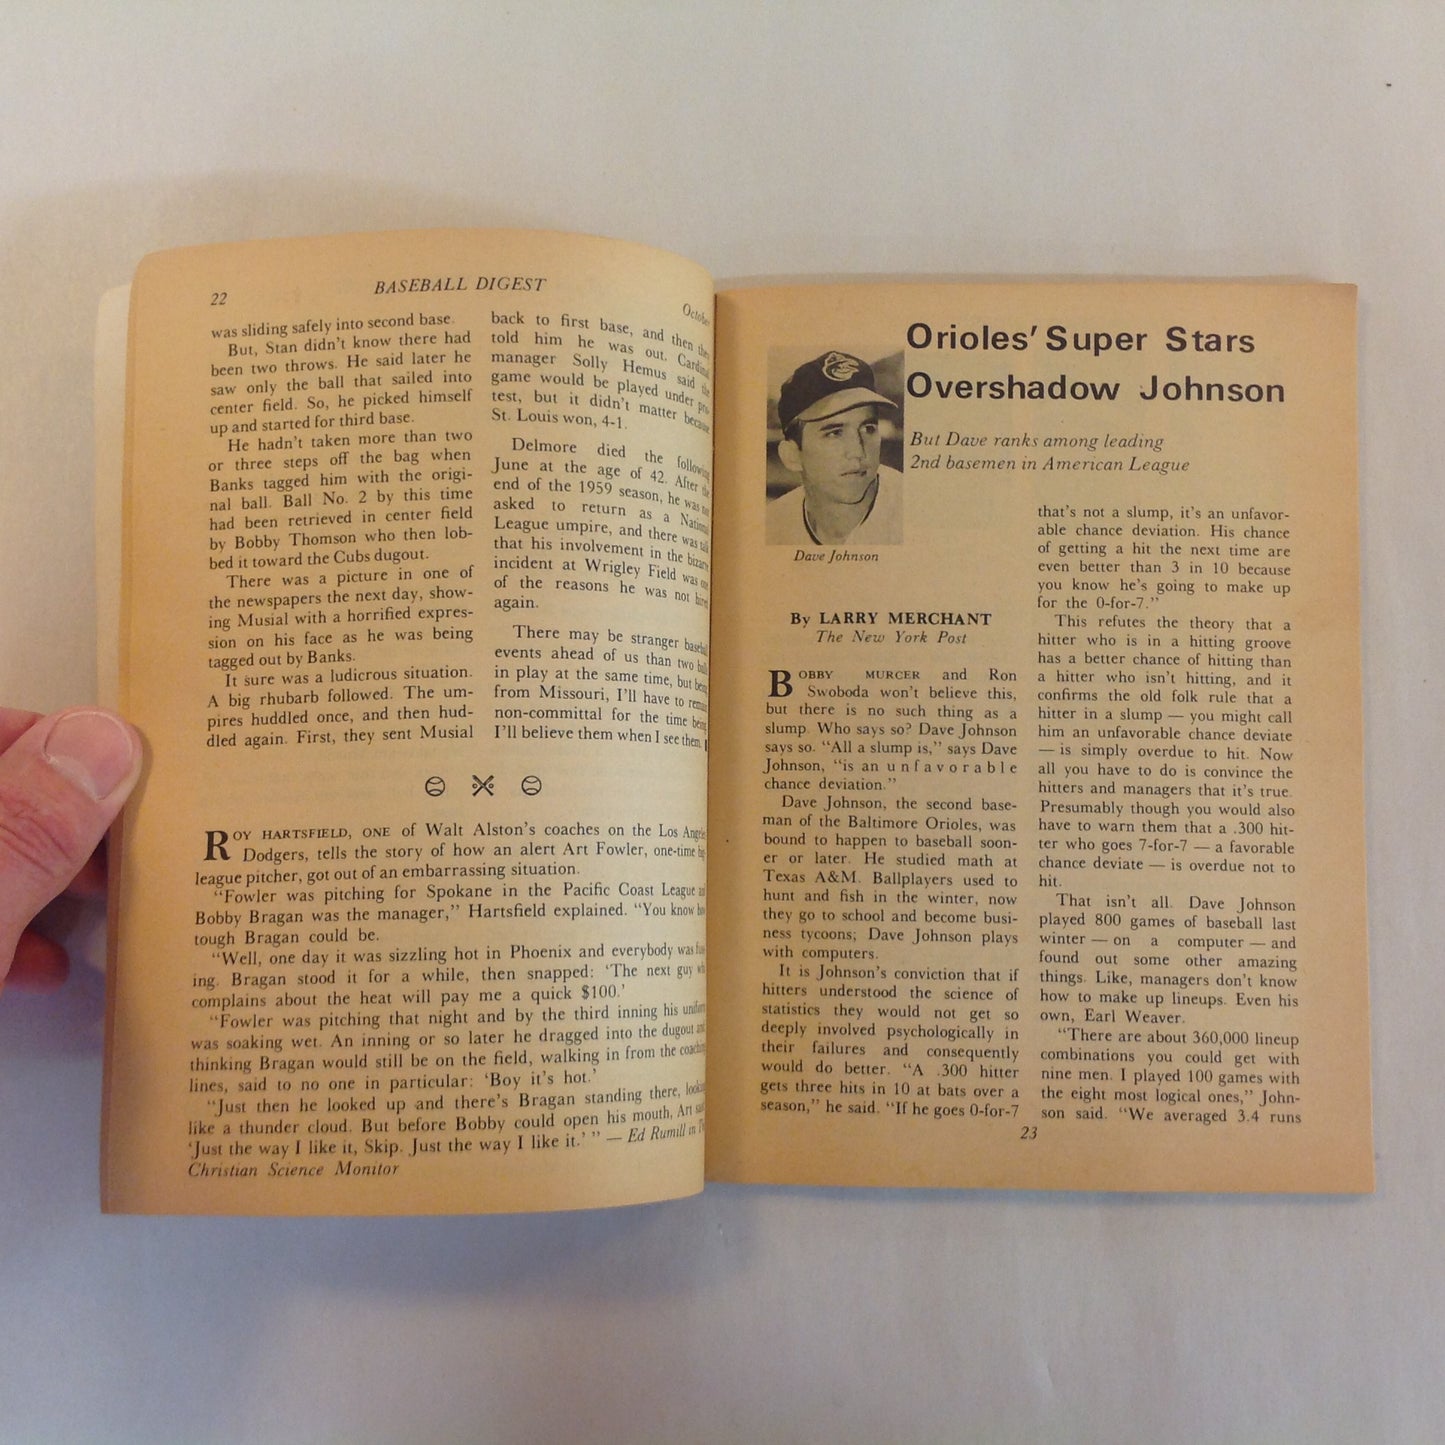 22
BASEBALL DIGEST
was sliding safely into second base.
But, Stan didn't know there had
been two throws. He said later he
saw only the ball that sailed into
center field. So, he picked himself
up and started for third base.
He hadn't taken more than two
or three steps off the bag when
Banks tagged him with the origi-
nal ball. Ball No. 2 by this time
had been retrieved in center field
by Bobby Thomson who then lob-
bed it toward the Cubs dugout.
There was a picture in one of
the newspapers the next day, show-
ing Musial with a horrified expres-
sion on his face as he was being
tagged out by Banks.
It sure was a ludicrous situation.
A big rhubarb followed. The um-
pires huddled once, and then hud-
dled again. First, they sent Musial
back to first base, and then
told him he was out.
manager Solly Hemus said the
game would be played under pro-
test, but it didn't matter because
St. Louis won, 4-1.
Delmore died the following
June at the age of 42. After the
end of the 1959 season, he was not
asked to return as a National
League umpire, and there was talk
that his involvement in the bizarre
incident at Wrigley Field was one
of the reasons he was not hired
again.
There may be stranger baseball
events ahead of us than two balls
in play at the same time, but being
from Missouri, I'll have to remain
non-committal for the time being.
I'll believe them when I see them.
ROY HARTSFIELD, ONE of Walt Alston's coaches on the Los Angeles
Dodgers, tells the story of how an alert Art Fowler, one-time big
league pitcher, got out of an embarrassing situation.
"Fowler was pitching for Spokane in the Pacific Coast League and
Bobby Bragan was the manager," Hartsfield explained. "You know how
tough Bragan could be.
"Well, one day it was sizzling hot in Phoenix and everybody was fum-
ing. Bragan stood it for a while, then snapped: 'The next guy who
complains about the heat will pay me a quick $100.'
"Fowler was pitching that night and by the third inning his uniform
was soaking wet. An inning or so later he dragged into the dugout and
thinking Bragan would still be on the field, walking in from the coaching
lines, said to no one in particular: 'Boy it's hot.'
"Just then he looked up and there's Bragan standing there, looking
like a thunder cloud. But before Bobby could open his mouth, Art said
'Just the way I like it, Skip. Just the way I like it.' " — Ed Rumill in The
Christian Science Monitor
Orioles' Super Stars
Overshadow Johnson
But Dave ranks among leading
2nd basemen in American League
Dave Johnson
By LARRY MERCHANT
The New York Post
BOBBY MURCER and Ron
Swoboda won't believe this,
but there is no such thing as a
slump. Who says so? Dave Johnson
says so. "All a slump is," says Dave
Johnson, "is an unfavorable
chance deviation."
Dave Johnson, the second base-
man of the Baltimore Orioles, was
bound to happen to baseball soon-
er or later. He studied math at
Texas A&M. Ballplayers used to
hunt and fish in the winter, now
they go to school and become busi-
ness tycoons; Dave Johnson plays
with computers.
It is Johnson's conviction that if
hitters understood the science of
statistics they would not get so
deeply involved psychologically in
their failures and consequently
would do better. "A .300 hitter
gets three hits in 10 at bats over a
season," he said. "If he goes 0-for-7
that's not a slump, it's an unfavor-
able chance deviation. His chance
of getting a hit the next time are
even better than 3 in 10 because
you know he's going to make up
for the 0-for-7."
This refutes the theory that a
hitter who is in a hitting groove
has a better chance of hitting than
a hitter who isn't hitting, and it
confirms the old folk rule that a
hitter in a slump — you might call
him an unfavorable chance deviate
— is simply overdue to hit. Now
all you have to do is convince the
hitters and managers that it's true.
Presumably though you would also
have to warn them that a .300 hit-
ter who goes 7-for-7 — a favorable
chance deviate — is overdue not to
hit.
That isn't all. Dave Johnson
played 800 games of baseball last
winter — on a computer — and
found out some other amazing
things. Like, managers don't know
how to make up lineups. Even his
own, Earl Weaver.
"There are about 360,000 lineup
combinations you could get with
nine men. I played 100 games with
the eight most logical ones," John-
son said. "We averaged 3.4 runs
23